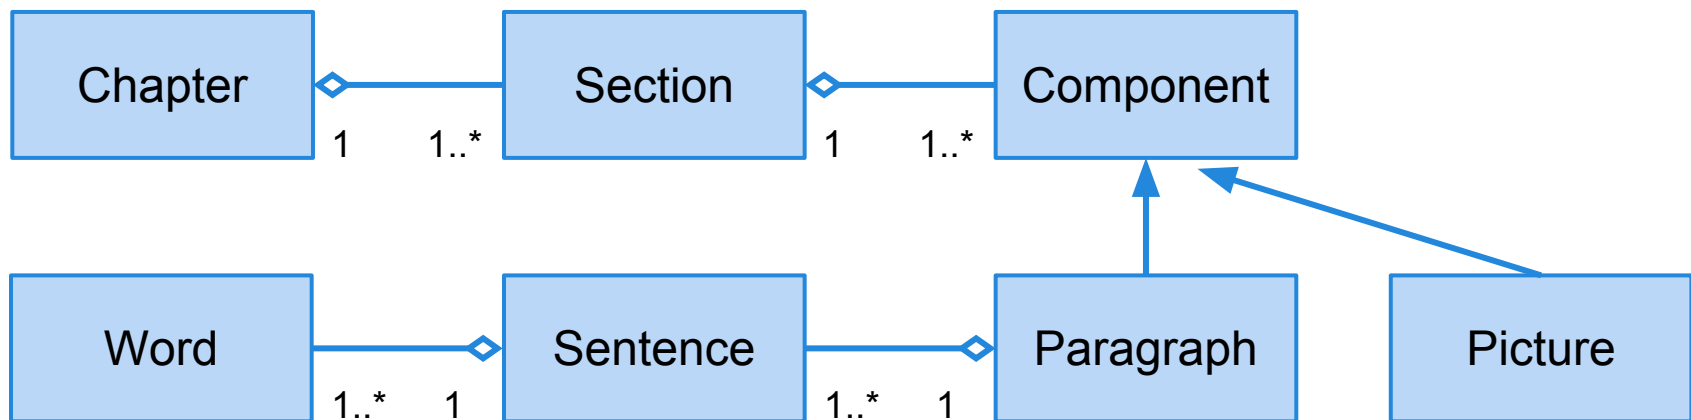 Chapter Section Component
1 1..* 1 1..*
Word Sentence Paragraph Picture
1..* 1 1..* 1